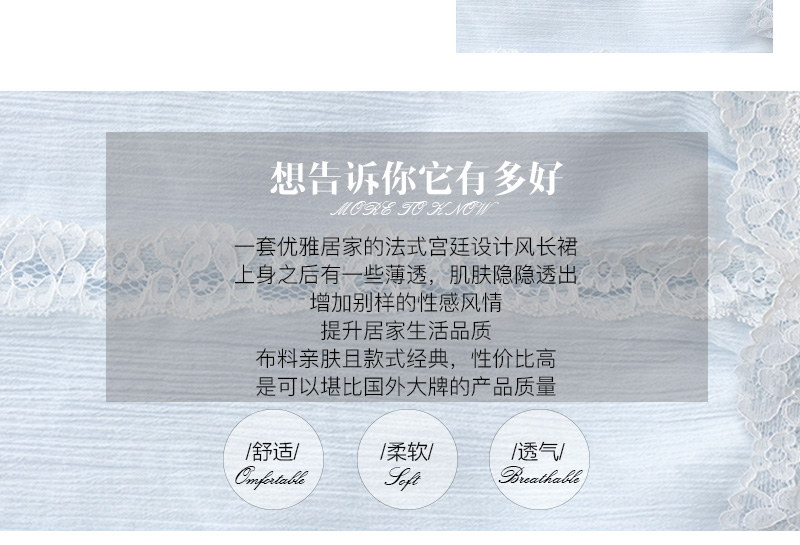 想告诉你它有多好
MORE TO KNOW
一套优雅居家的法式宫廷设计风长裙
上身之后有一些薄透，肌肤隐隐透出
增加别样的性感风情
提升居家生活品质
布料亲肤且款式经典，性价比高
是可以堪比国外大牌的产品质量
/舒适/
Omfortable
/柔软/
Soft
/透气/
Breathable